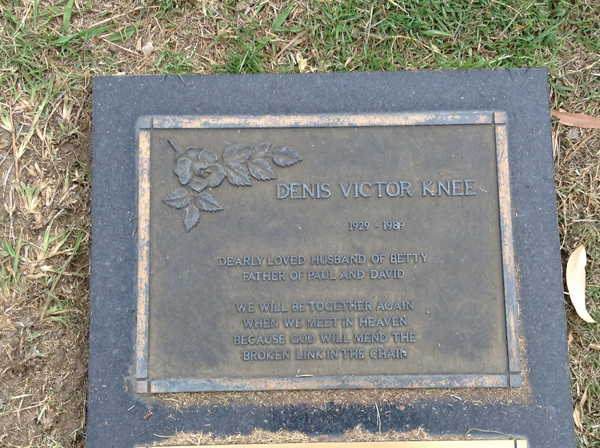 DENIS VICTOR KNEE
1929 -
DEARLY LOVED HUSBAND OF BETTY
FATHER OF PAUL AND DAVID
WE WILL BE TOGETHER AGAIN
WHEN WE MEET IN HEAVEN
BECAUSE GOD WILL MEND THE
BROKEN LINK IN THE CHAIN